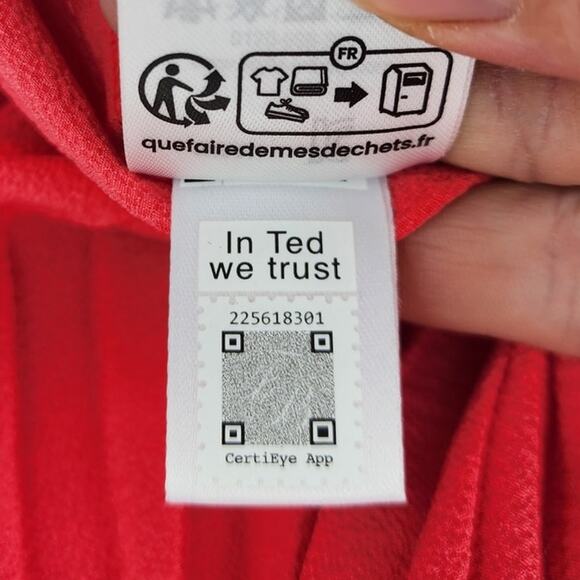 FR
quefairedemesdechets.fr
In Ted
we trust
225618301
CertiEye App